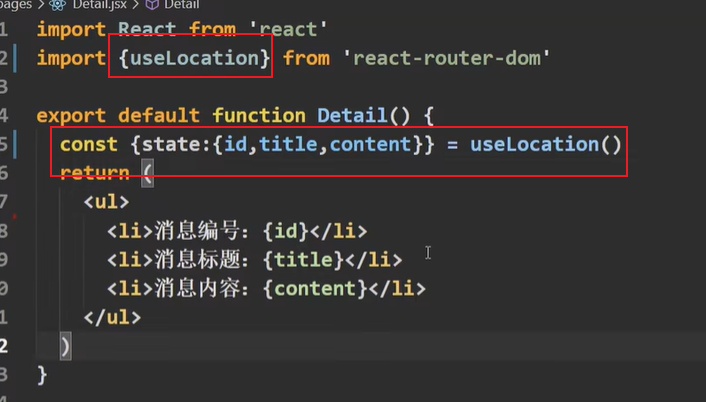 pages > Detail.jsx > Detail
1 import React from 'react'
2 import {useLocation} from 'react-router-dom'
3
4 export default function Detail() {
5 const {state:{id,title,content}} = useLocation()
6 return (
7 <ul>
8 <li>消息编号：{id}</li>
9 <li>消息标题：{title}</li>
0 <li>消息内容：{content}</li>
1 </ul>
2 )
3 }
4